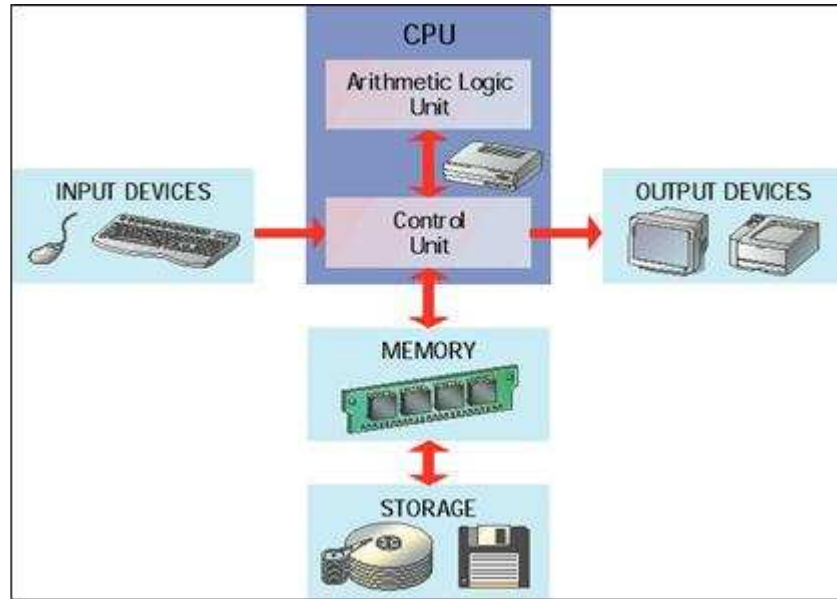 CPU
Arithmetic Logic
Unit
INPUT DEVICES
Control
Unit
OUTPUT DEVICES
MEMORY
STORAGE